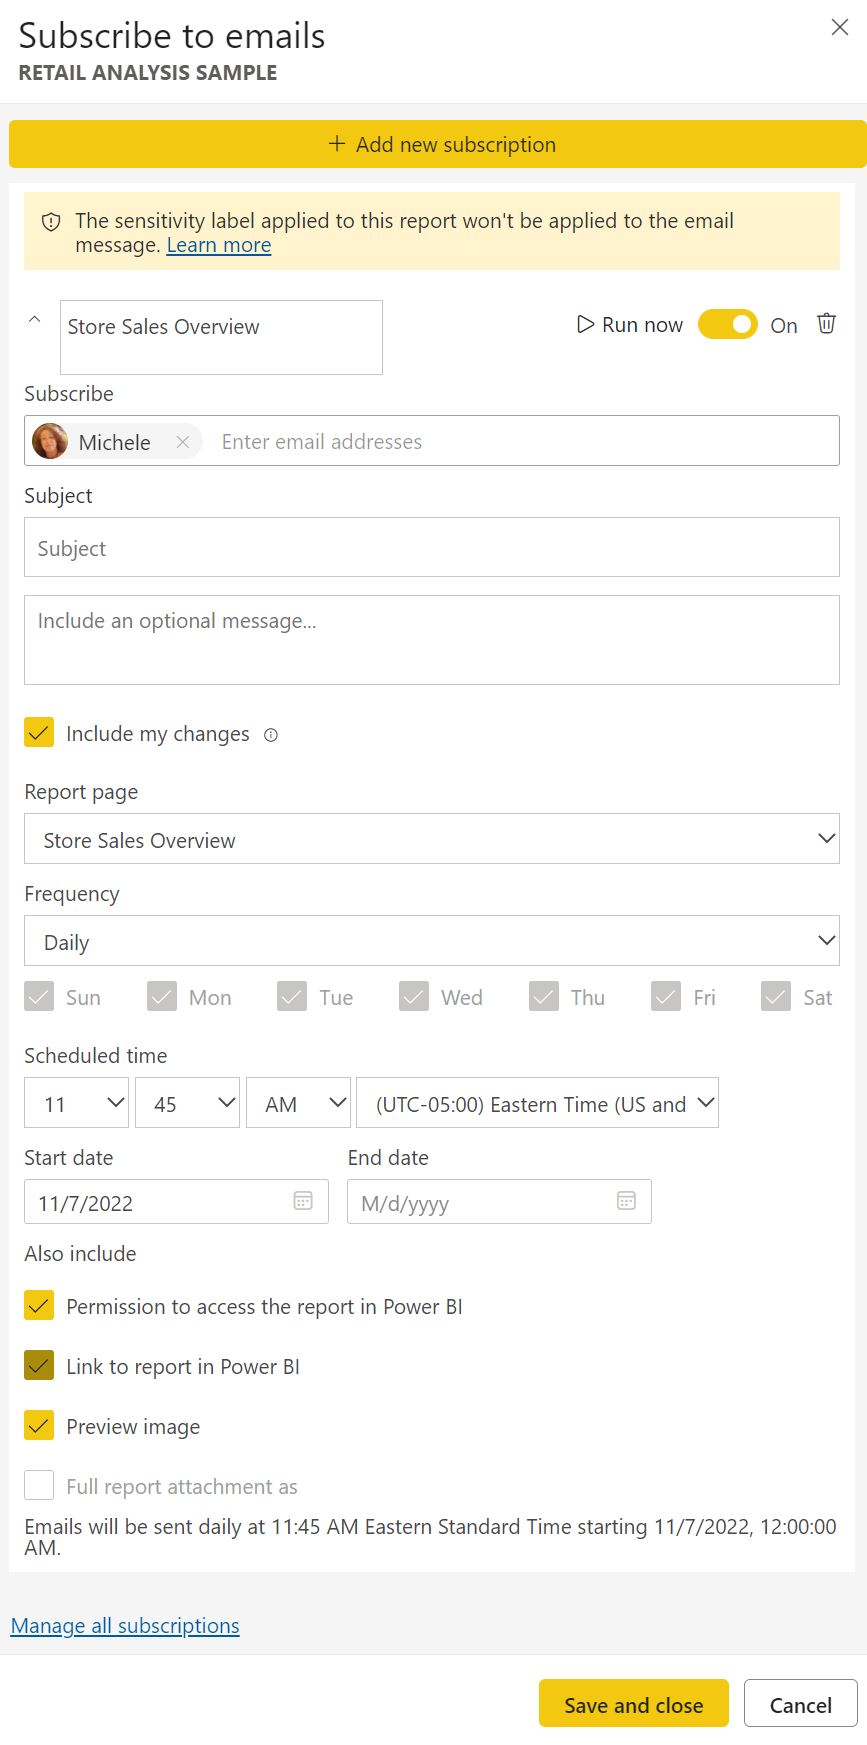 Subscribe to emails
RETAIL ANALYSIS SAMPLE
+ Add new subscription
The sensitivity label applied to this report won't be applied to the email
message. Learn more
Store Sales Overview
Run now
On
Subscribe
Michele
Enter email addresses
Subject
Subject
Include an optional message...
Include my changes
Report page
Store Sales Overview
Frequency
Daily
Sun Mon Tue Wed Thu Fri Sat
Scheduled time
11 45 AM (UTC-05:00) Eastern Time (US and
Start date End date
11/7/2022 M/d/yyyy
Also include
Permission to access the report in Power BI
Link to report in Power BI
Preview image
Full report attachment as
Emails will be sent daily at 11:45 AM Eastern Standard Time starting 11/7/2022, 12:00:00
AM.
Manage all subscriptions
Save and close Cancel